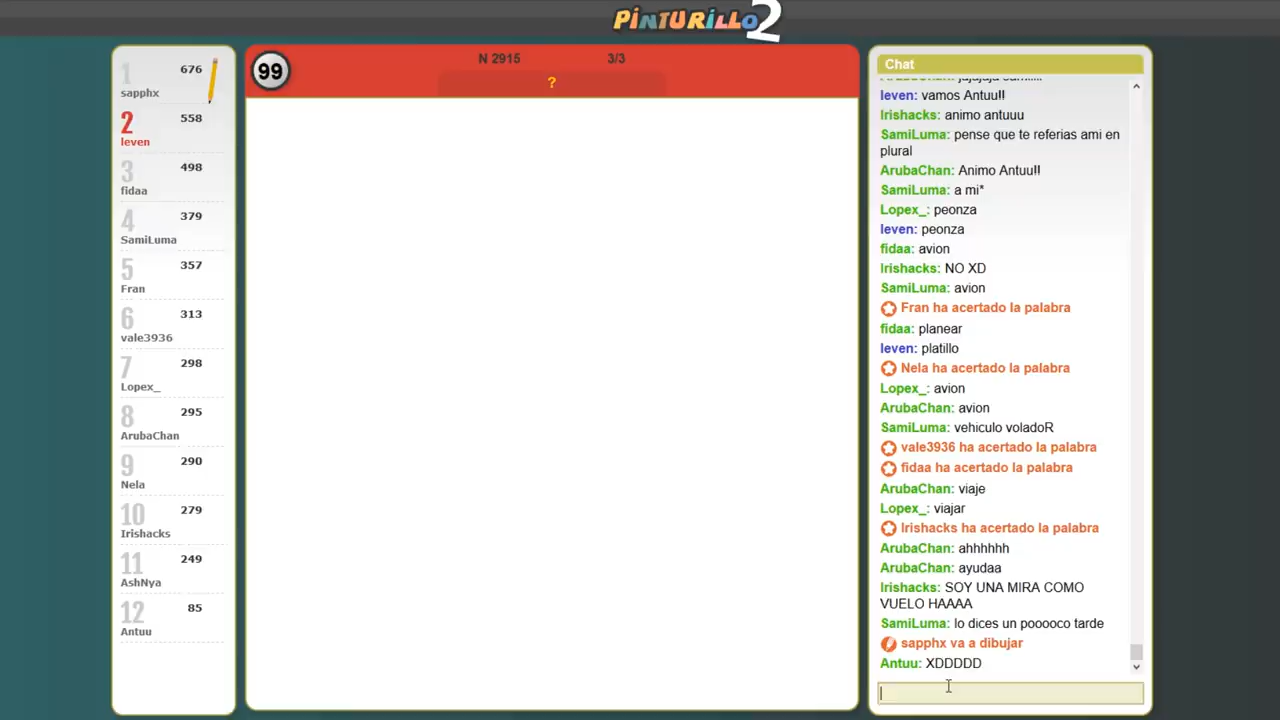 PiNTURiLLO2
1 676
sapphx
2 558
leven
3 498
fidaa
4 379
SamiLuma
5 357
Fran
6 313
vale3936
7 298
Lopex_
8 295
ArubaChan
9 290
Nela
10 279
Irishacks
11 249
AshNya
12 85
Antuu
99 N 2915 3/3
?
Chat
leven: vamos Antuu!!
Irishacks: animo antuuu
SamiLuma: pense que te referias ami en
plural
ArubaChan: Animo Antuu!!
SamiLuma: a mi*
Lopex_: peonza
leven: peonza
fidaa: avion
Irishacks: NO XD
SamiLuma: avion
Fran ha acertado la palabra
fidaa: planear
leven: platillo
Nela ha acertado la palabra
Lopex_: avion
ArubaChan: avion
SamiLuma: vehiculo voladoR
vale3936 ha acertado la palabra
fidaa ha acertado la palabra
ArubaChan: viaje
Lopex_: viajar
Irishacks ha acertado la palabra
ArubaChan: ahhhhhh
ArubaChan: ayudaa
Irishacks: SOY UNA MIRA COMO
VUELO HAAAA
SamiLuma: lo dices un pooooco tarde
sapphx va a dibujar
Antuu: XDDDDD